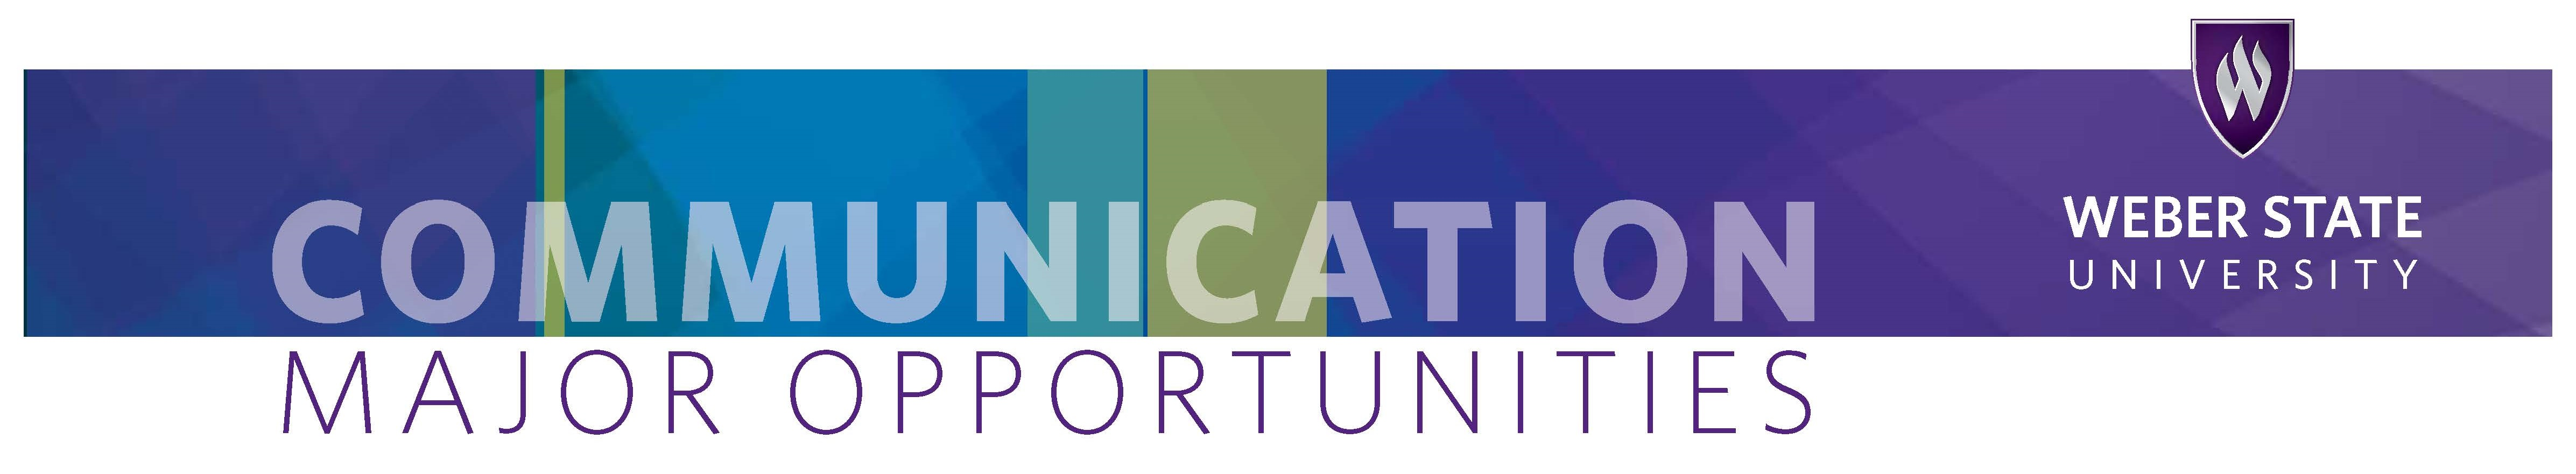 COMMUNICATION
MAJOR OPPORTUNITIES
W
WEBER STATE
UNIVERSITY